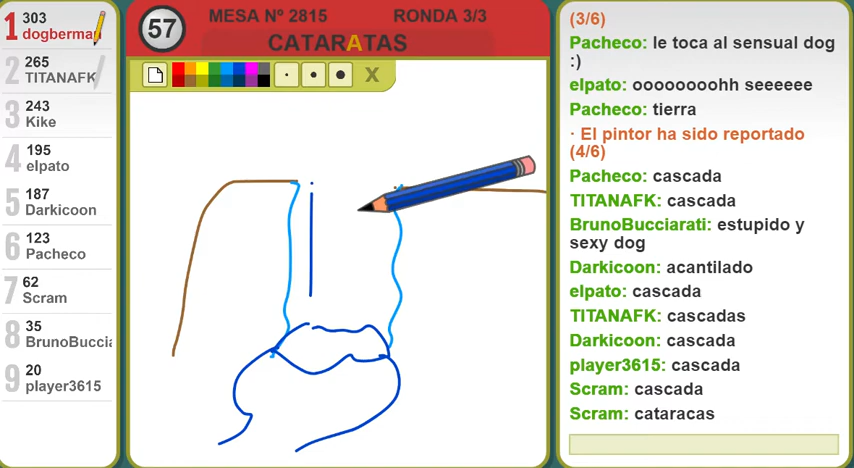 1 303
dogberman
2 265
TITANAFK
3 243
Kike
4 195
elpato
5 187
Darkicoon
6 123
Pacheco
7 62
Scram
8 35
BrunoBuccia
9 20
player3615
57
MESA Nº 2815 RONDA 3/3
CATARATAS
X
(3/6)
Pacheco: le toca al sensual dog
:)
elpato: oooooooohh seeeeee
Pacheco: tierra
· El pintor ha sido reportado
(4/6)
Pacheco: cascada
TITANAFK: cascada
BrunoBucciarati: estupido y
sexy dog
Darkicoon: acantilado
elpato: cascada
TITANAFK: cascadas
Darkicoon: cascada
player3615: cascada
Scram: cascada
Scram: cataracas